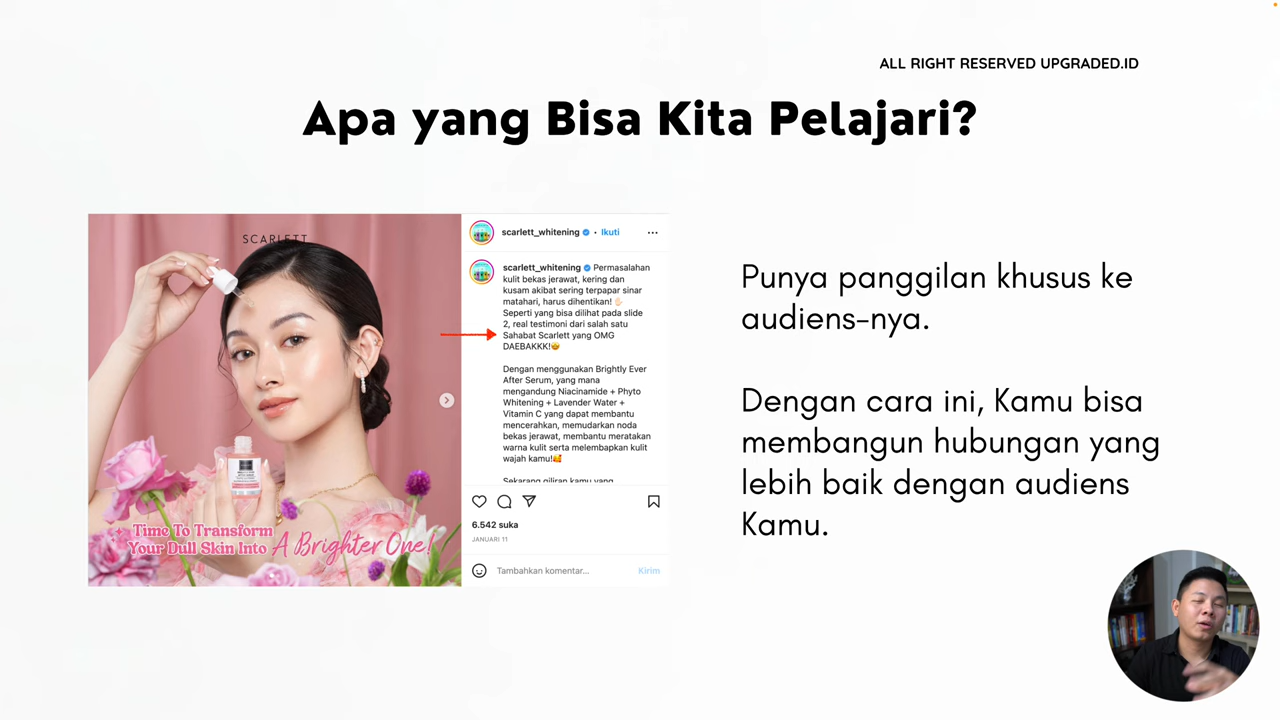 ALL RIGHT RESERVED UPGRADED.ID
Apa yang Bisa Kita Pelajari?
SCARLETT
Time To Transform
Your Dull Skin Into A Brighter One!
scarlett_whitening • Ikuti
scarlett_whitening Permasalahan
kulit bekas jerawat, kering dan
kusam akibat sering terpapar sinar
matahari, harus dihentikan! ✋🏻
Seperti yang bisa dilihat pada slide
2, real testimoni dari salah satu
Sahabat Scarlett yang OMG
DAEBAKKK!🤩
Dengan menggunakan Brightly Ever
After Serum, yang mana
mengandung Niacinamide + Phyto
Whitening + Lavender Water +
Vitamin C yang dapat membantu
mencerahkan, memudarkan noda
bekas jerawat, membantu meratakan
warna kulit serta melembapkan kulit
wajah kamu!🥰
Sekarang giliran kamu yang
6.542 suka
JANUARI 11
Tambahkan komentar...
Kirim
Punya panggilan khusus ke
audiens-nya.
Dengan cara ini, Kamu bisa
membangun hubungan yang
lebih baik dengan audiens
Kamu.